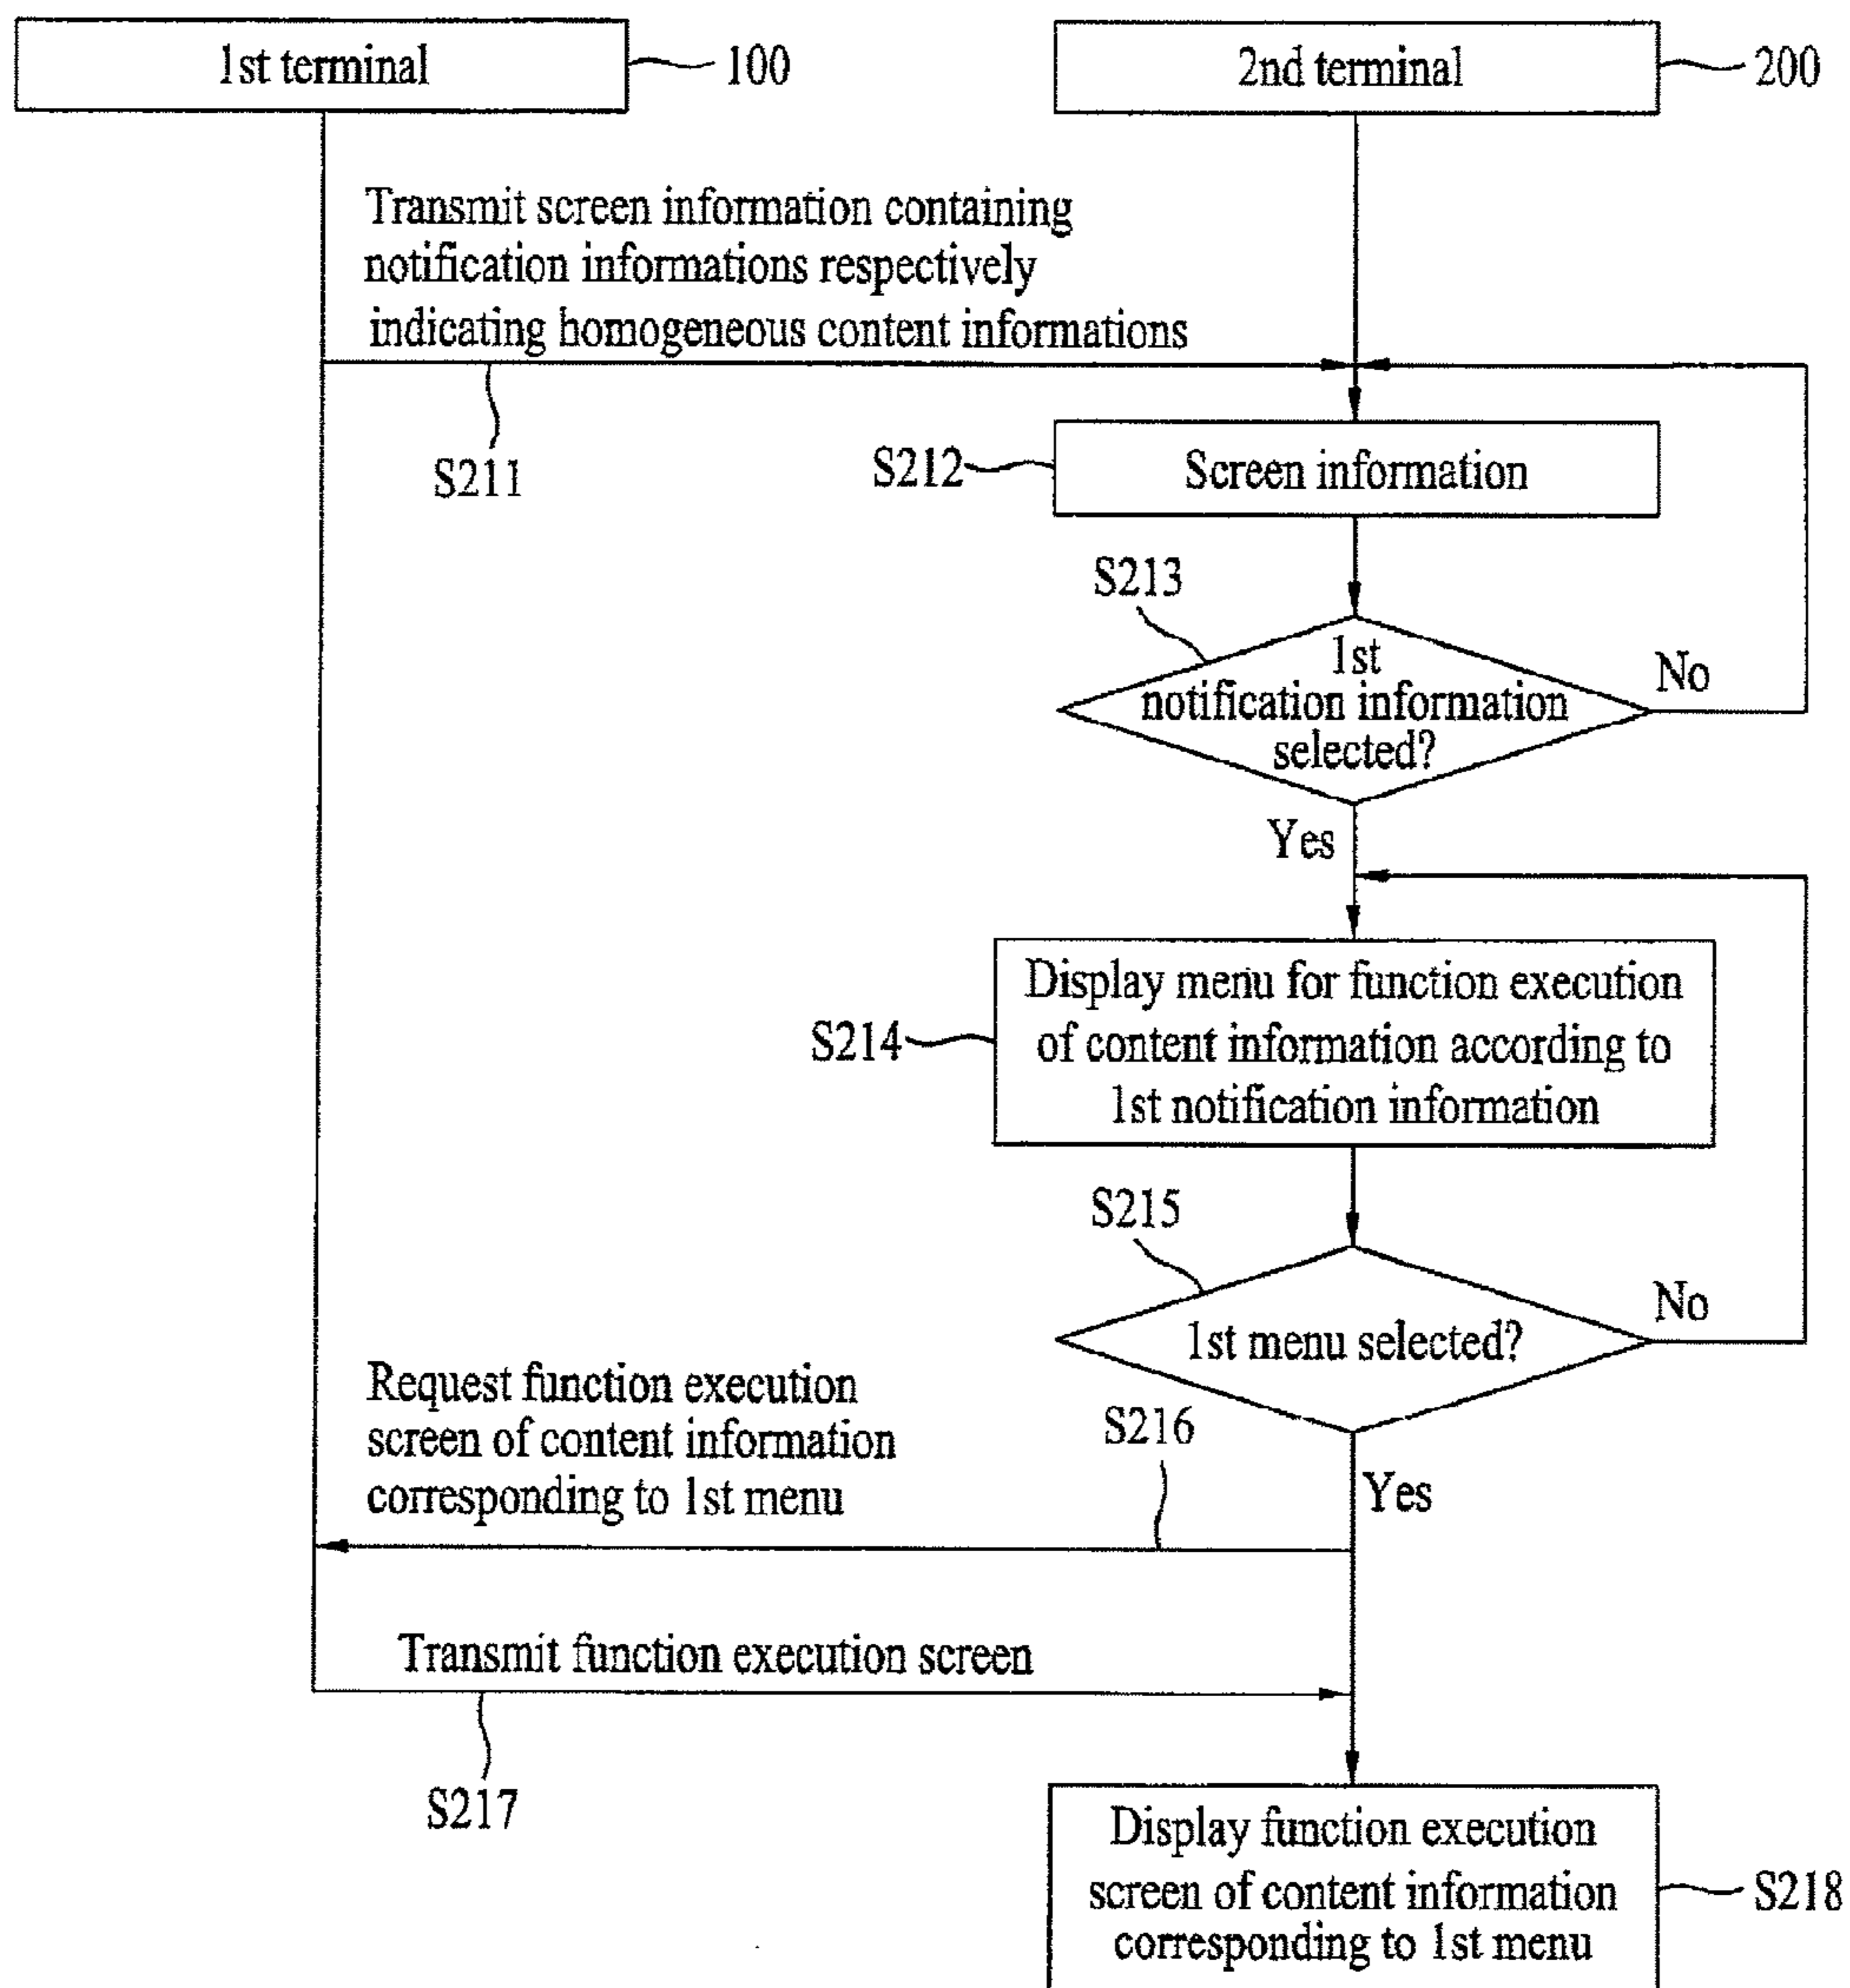 1st terminal
100
2nd terminal
200
Transmit screen information containing
notification informations respectively
indicating homogeneous content informations
S211
S212
Screen information
S213
1st
notification information
selected?
No
Yes
S214
Display menu for function execution
of content information according to
1st notification information
S215
1st menu selected?
No
Request function execution
screen of content information
corresponding to 1st menu
S216
Yes
Transmit function execution screen
S217
Display function execution
screen of content information
corresponding to 1st menu
S218